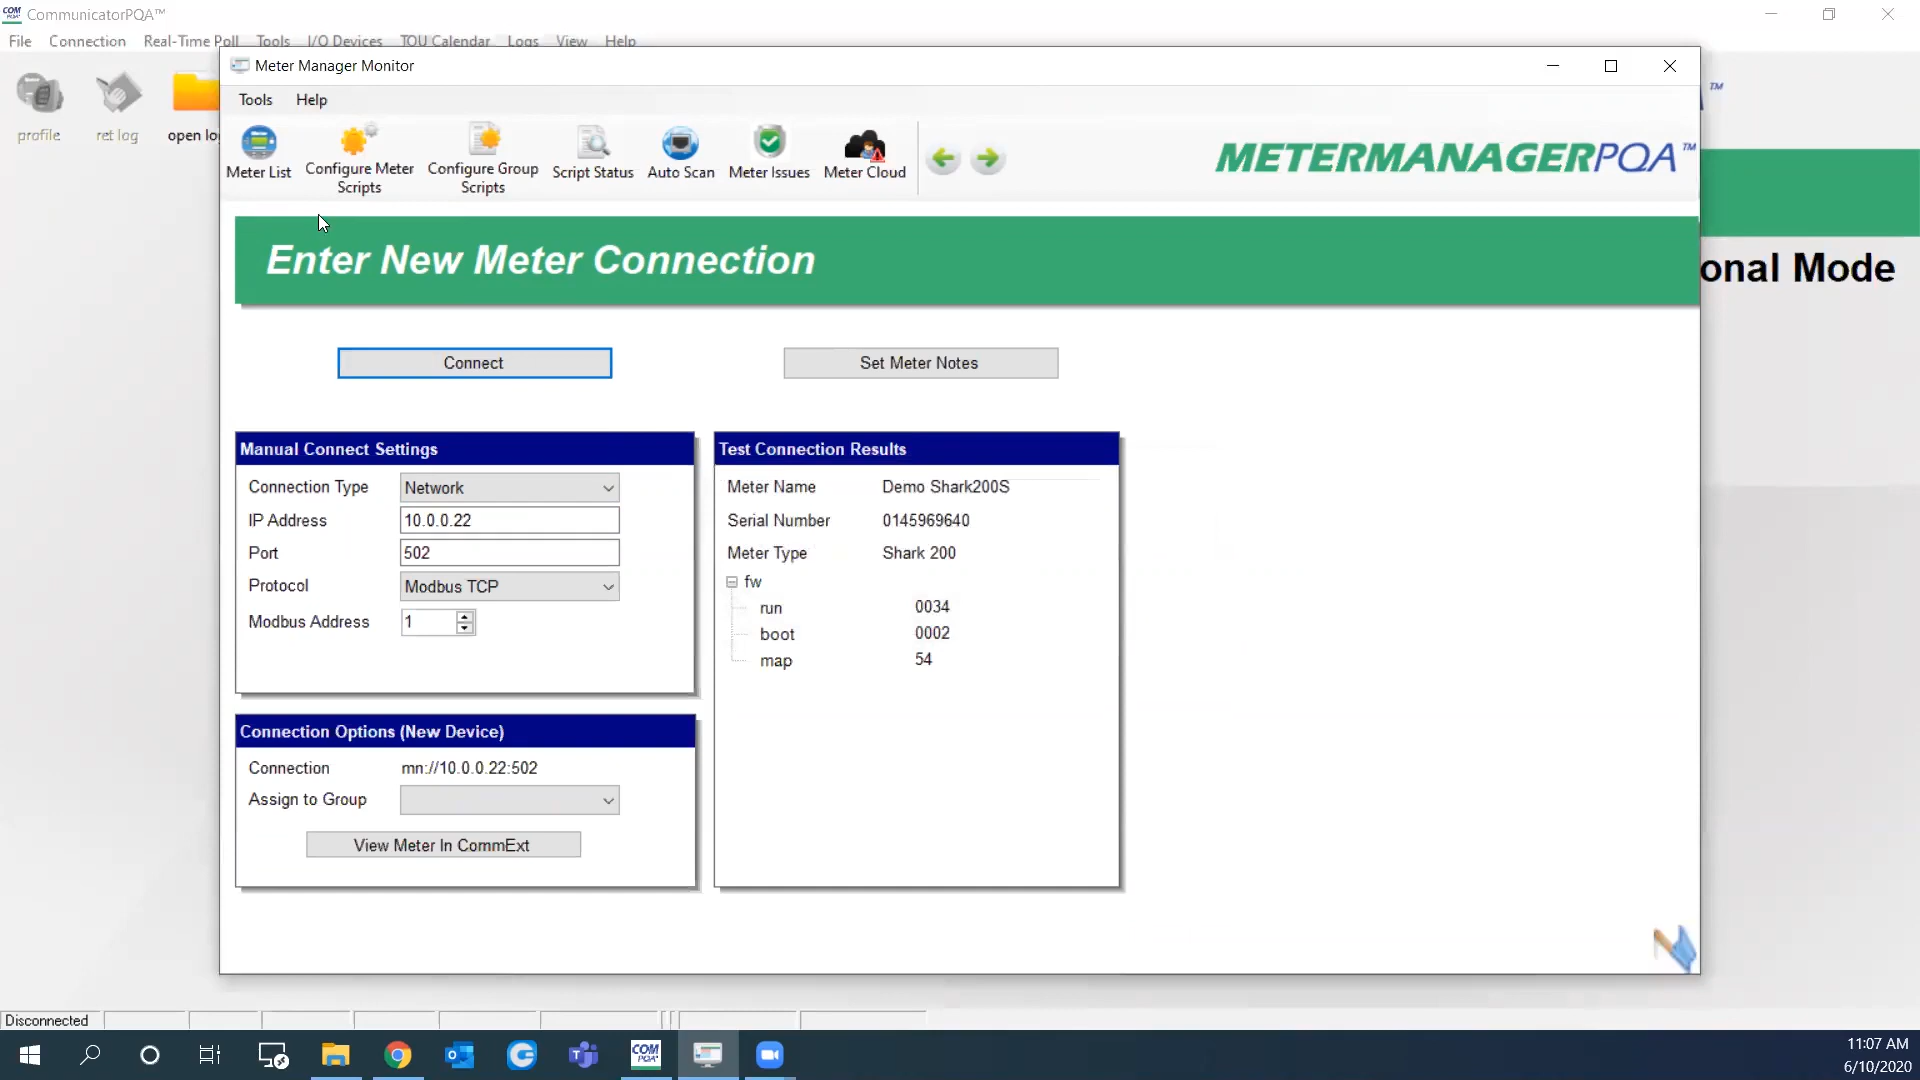 COM PQA CommunicatorPQA™
File Connection Real-Time Poll Tools I/O Devices TOU Calendar Logs View Help
Meter Manager Monitor
Tools Help
profile ret log open lo
Meter List Configure Meter Scripts Configure Group Scripts Script Status Auto Scan Meter Issues Meter Cloud
METERMANAGERPQA™
™
Enter New Meter Connection
onal Mode
Connect Set Meter Notes
Manual Connect Settings
Connection Type Network
IP Address 10.0.0.22
Port 502
Protocol Modbus TCP
Modbus Address 1
Test Connection Results
Meter Name Demo Shark200S
Serial Number 0145969640
Meter Type Shark 200
fw
run 0034
boot 0002
map 54
Connection Options (New Device)
Connection mn://10.0.0.22:502
Assign to Group
View Meter In CommExt
Disconnected
COM PQA
11:07 AM
6/10/2020